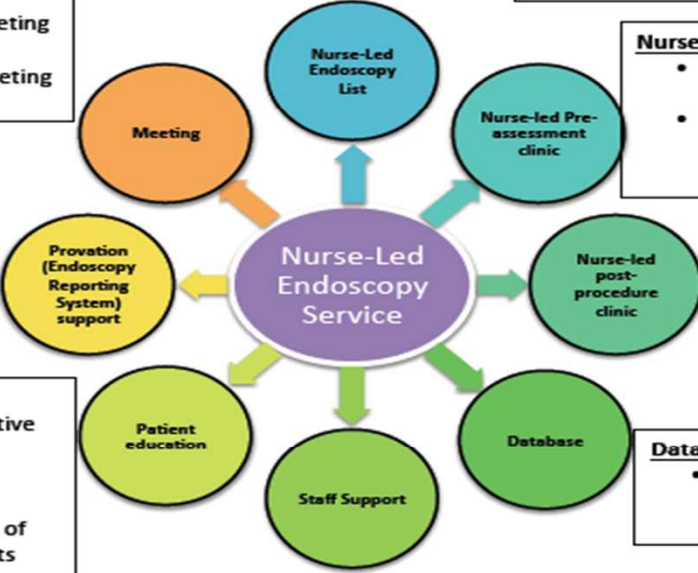 eting
eting
Nurse-Led
Endoscopy
List
Nurse
Meeting
Nurse-led Pre-
assessment
clinic
Provation
(Endoscopy
Reporting
System)
support
Nurse-Led
Endoscopy
Service
Nurse-led
post-
procedure
clinic
tive
of
ts
Patient
education
Staff Support
Database
Data